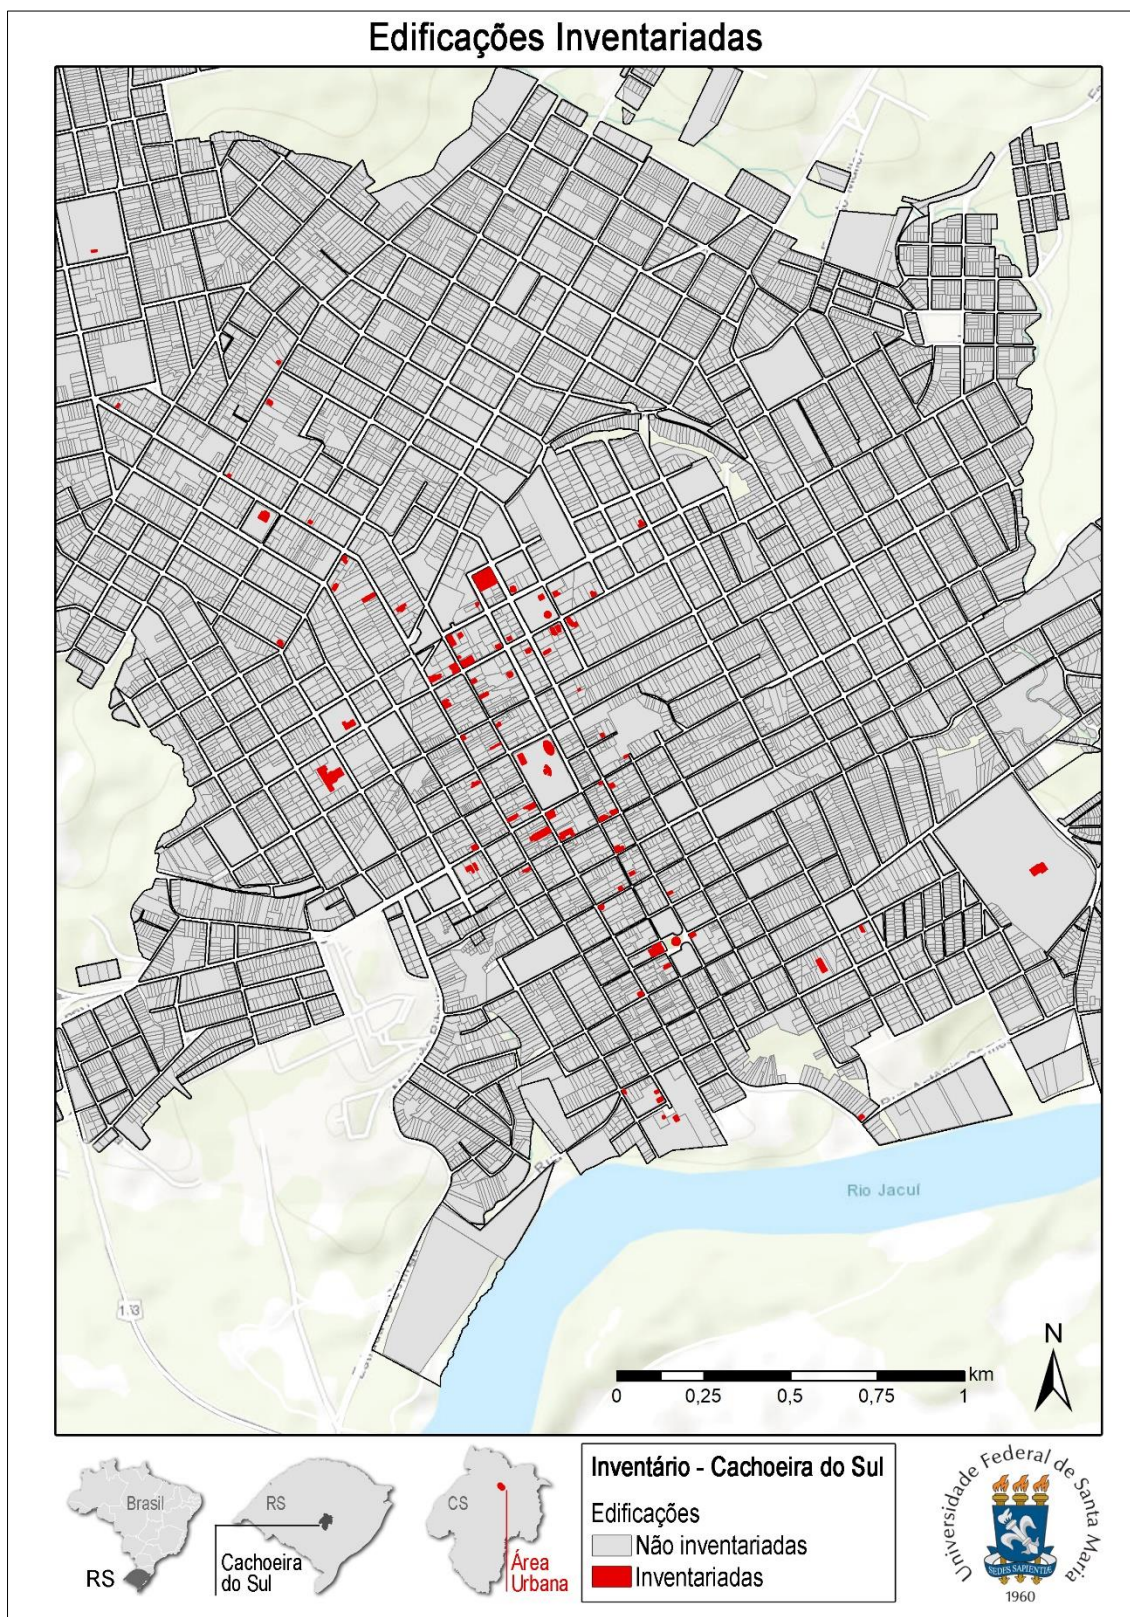 Edificações Inventariadas
Rio Jacuí
153
N
km
0
0,25
0,5
0,75
1
Brasil
RS
RS
Cachoeira
do Sul
CS
Área
Urbana
Inventário - Cachoeira do Sul
Edificações
Não inventariadas
Inventariadas
Universidade Federal de Santa Maria
SEDES SAPIENTIAE
1960